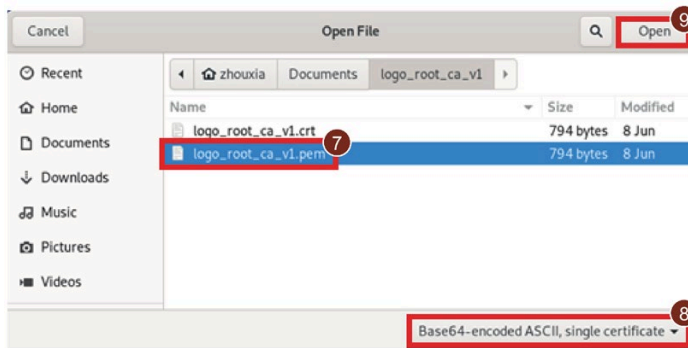 Cancel Open File Open 9
Recent zhouxia Documents logo_root_ca_v1
Home Name Size Modified
logo_root_ca_v1.crt 794 bytes 8 Jun
Documents 7
logo_root_ca_v1.pem 794 bytes 8 Jun
Downloads
Music
Pictures
Videos
8
Base64-encoded ASCII, single certificate